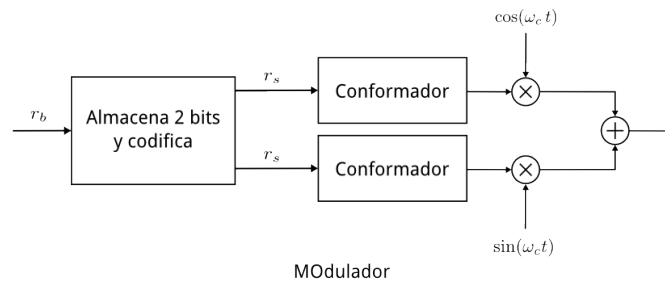 cos(ω_c t)
r_b
Almacena 2 bits
y codifica
r_s
Conformador
×
+
r_s
Conformador
×
sin(ω_c t)
MOdulador